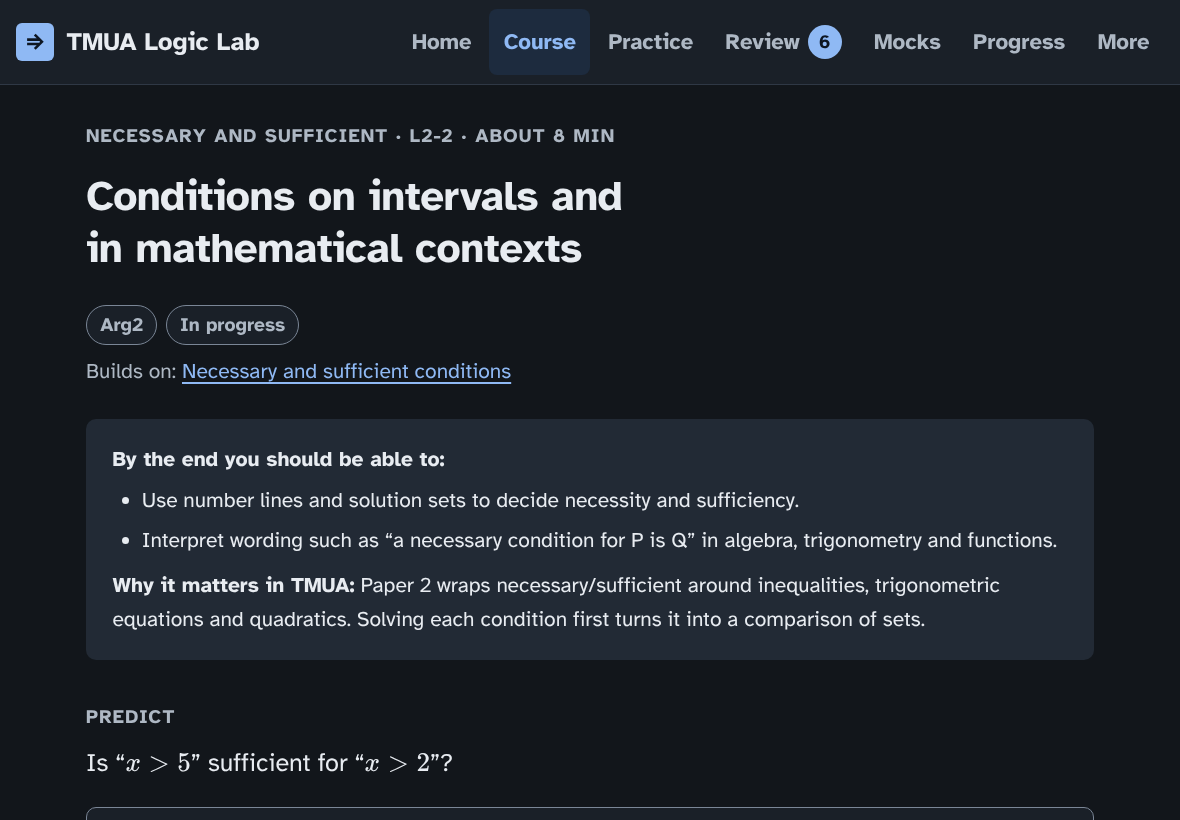 ⇒ TMUA Logic Lab Home Course Practice Review 6 Mocks Progress More
NECESSARY AND SUFFICIENT · L2-2 · ABOUT 8 MIN
Conditions on intervals and
in mathematical contexts
Arg2 In progress
Builds on: Necessary and sufficient conditions
By the end you should be able to:
• Use number lines and solution sets to decide necessity and sufficiency.
• Interpret wording such as “a necessary condition for P is Q” in algebra, trigonometry and functions.
Why it matters in TMUA: Paper 2 wraps necessary/sufficient around inequalities, trigonometric
equations and quadratics. Solving each condition first turns it into a comparison of sets.
PREDICT
Is “x > 5” sufficient for “x > 2”?